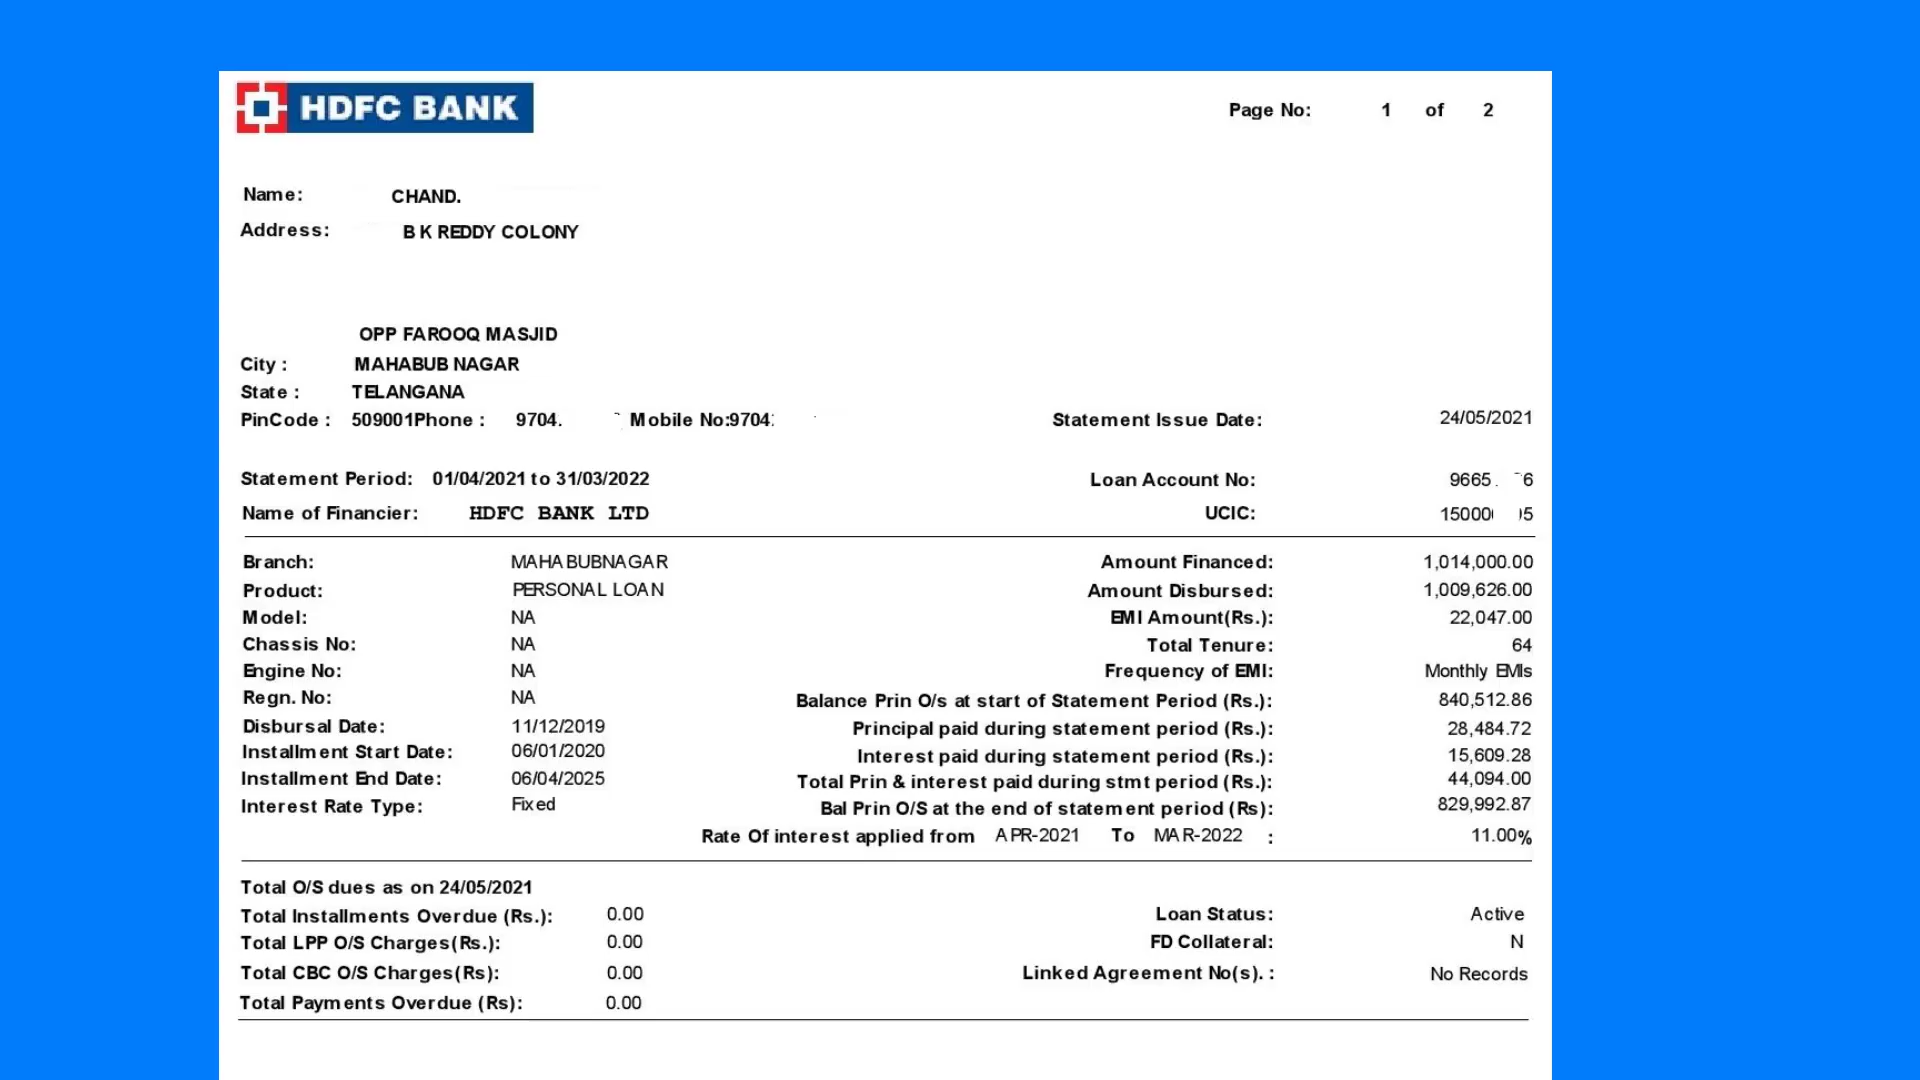 HDFC BANK
Page No: 1 of 2
Name: CHAND.
Address: B K REDDY COLONY
OPP FAROOQ MASJID
City : MAHABUB NAGAR
State : TELANGANA
PinCode : 509001Phone : 9704. Mobile No:9704 Statement Issue Date: 24/05/2021
Statement Period: 01/04/2021 to 31/03/2022 Loan Account No: 9665 6
Name of Financier: HDFC BANK LTD UCIC: 15000 5
Branch: MAHABUBNAGAR Amount Financed: 1,014,000.00
Product: PERSONAL LOAN Amount Disbursed: 1,009,626.00
Model: NA EMI Amount(Rs.): 22,047.00
Chassis No: NA Total Tenure: 64
Engine No: NA Frequency of EMI: Monthly EMIs
Regn. No: NA Balance Prin O/s at start of Statement Period (Rs.): 840,512.86
Disbursal Date: 11/12/2019 Principal paid during statement period (Rs.): 28,484.72
Installment Start Date: 06/01/2020 Interest paid during statement period (Rs.): 15,609.28
Installment End Date: 06/04/2025 Total Prin & interest paid during stmt period (Rs.): 44,094.00
Interest Rate Type: Fixed Bal Prin O/S at the end of statement period (Rs): 829,992.87
Rate Of interest applied from APR-2021 To MAR-2022 : 11.00%
Total O/S dues as on 24/05/2021
Total Installments Overdue (Rs.): 0.00 Loan Status: Active
Total LPP O/S Charges(Rs.): 0.00 FD Collateral: N
Total CBC O/S Charges(Rs): 0.00 Linked Agreement No(s). : No Records
Total Payments Overdue (Rs): 0.00